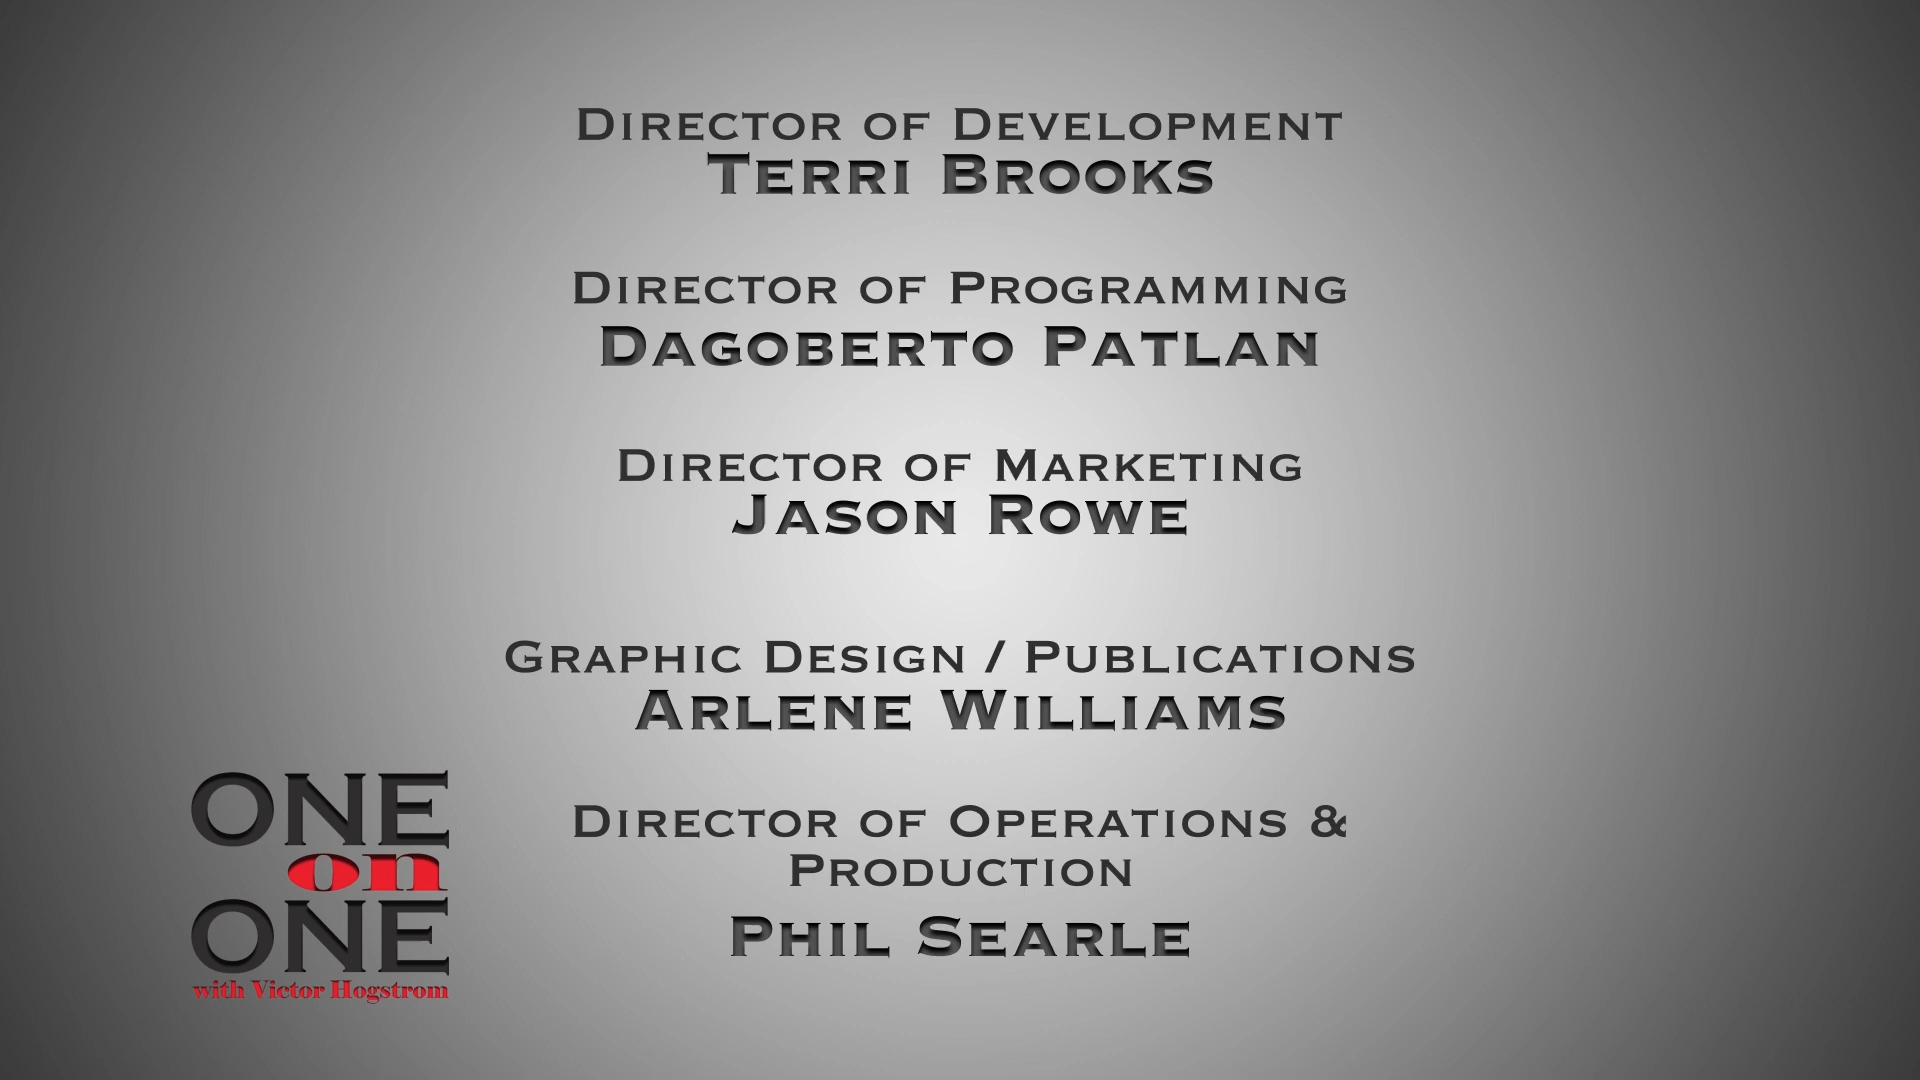 Director of Development
Terri Brooks
Director of Programming
Dagoberto Patlan
Director of Marketing
Jason Rowe
Graphic Design / Publications
Arlene Williams
Director of Operations &
Production
Phil Searle
ONE
on
ONE
with Victor Hogstrom